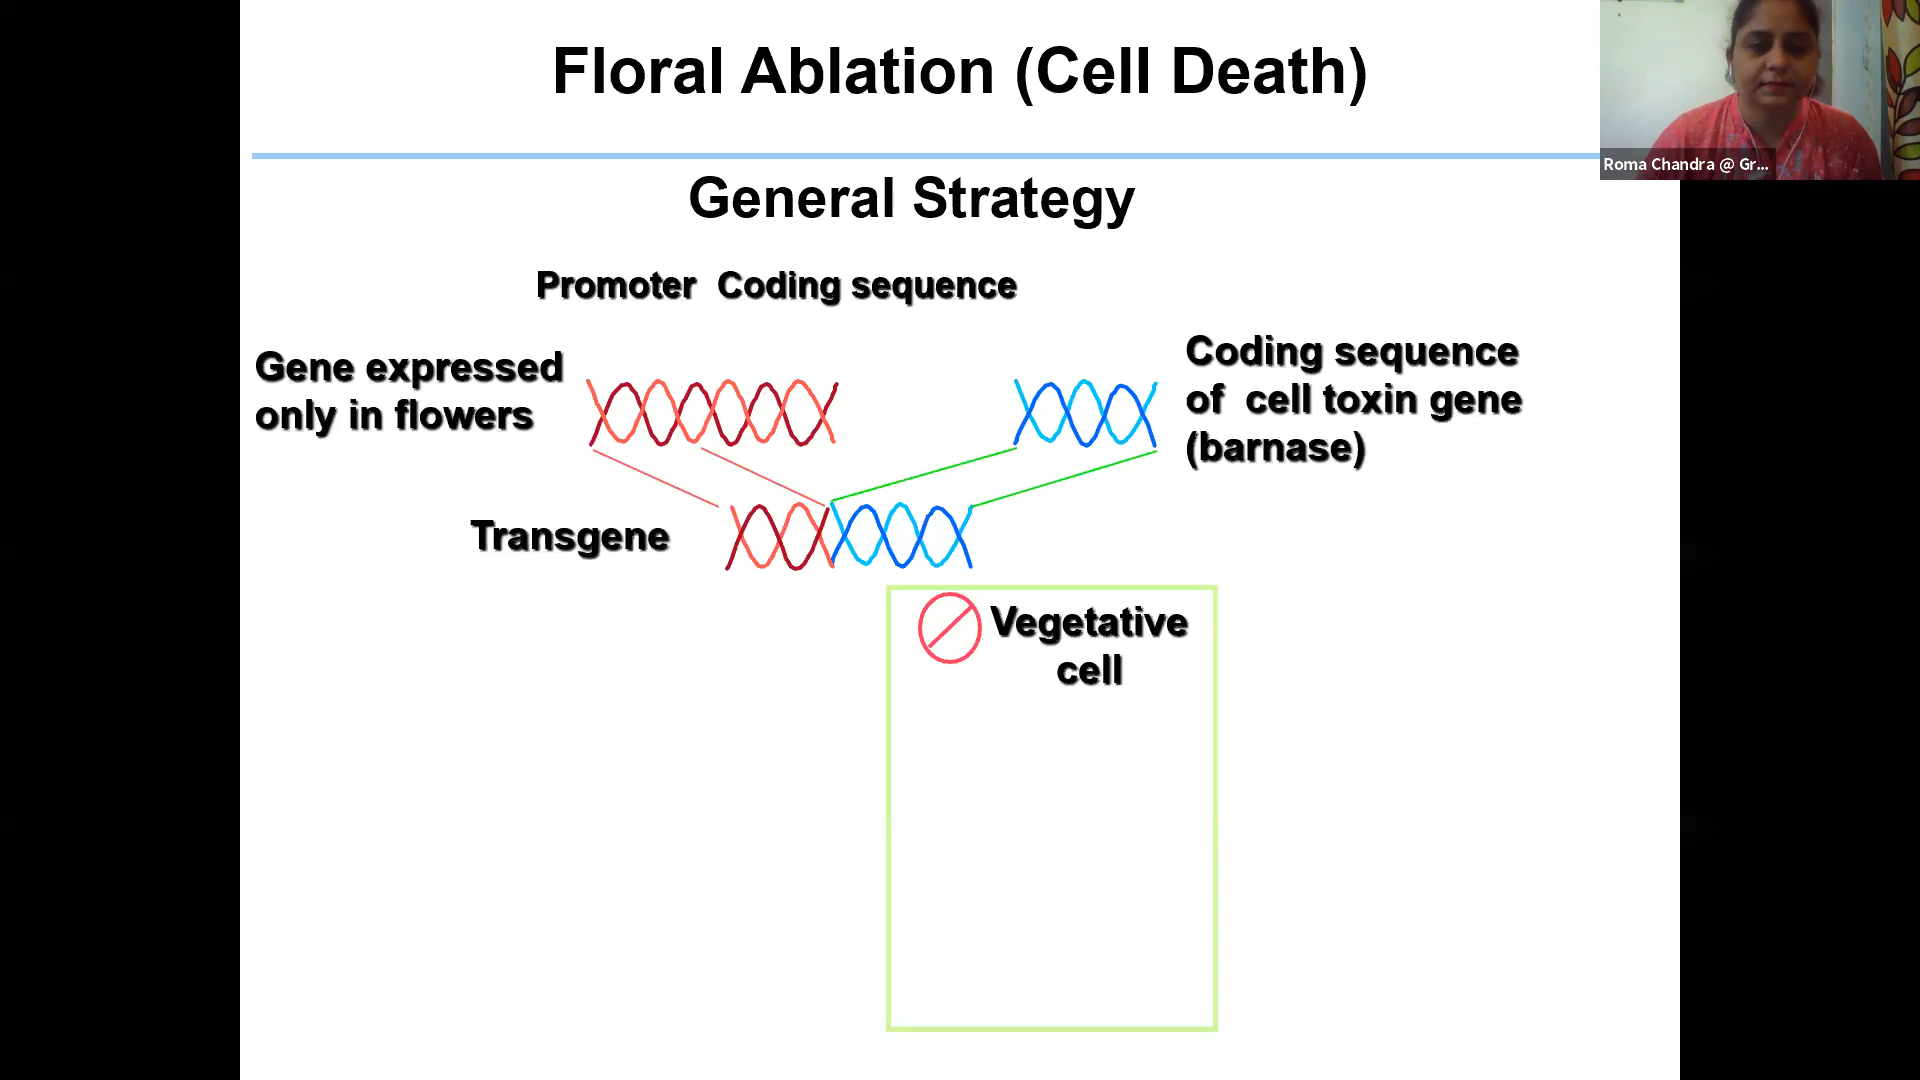 Floral Ablation (Cell Death)
Roma Chandra @ Gr...
General Strategy
Promoter Coding sequence
Gene expressed
only in flowers
Coding sequence
of cell toxin gene
(barnase)
Transgene
Vegetative
cell